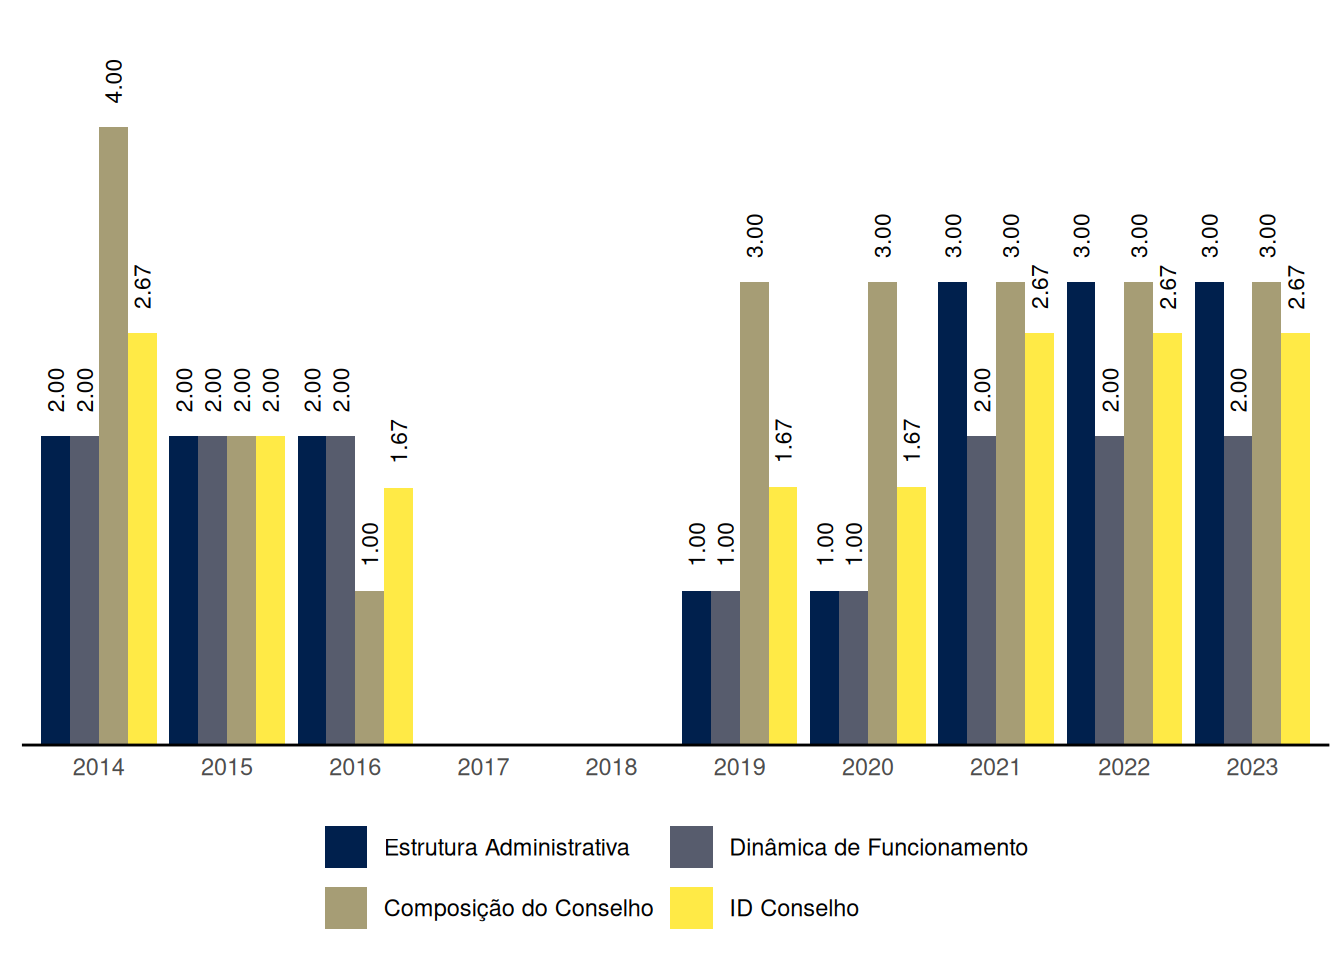 4.00
2.67
2.00 2.00 2.00 2.00 2.00 2.00 2.00 2.00
1.00 1.67
1.00 1.00 3.00 1.67
1.00 1.00 3.00 1.67
3.00 2.00 3.00 2.67
3.00 2.00 3.00 2.67
3.00 2.00 3.00 2.67
2014 2015 2016 2017 2018 2019 2020 2021 2022 2023
Estrutura Administrativa Dinâmica de Funcionamento
Composição do Conselho ID Conselho